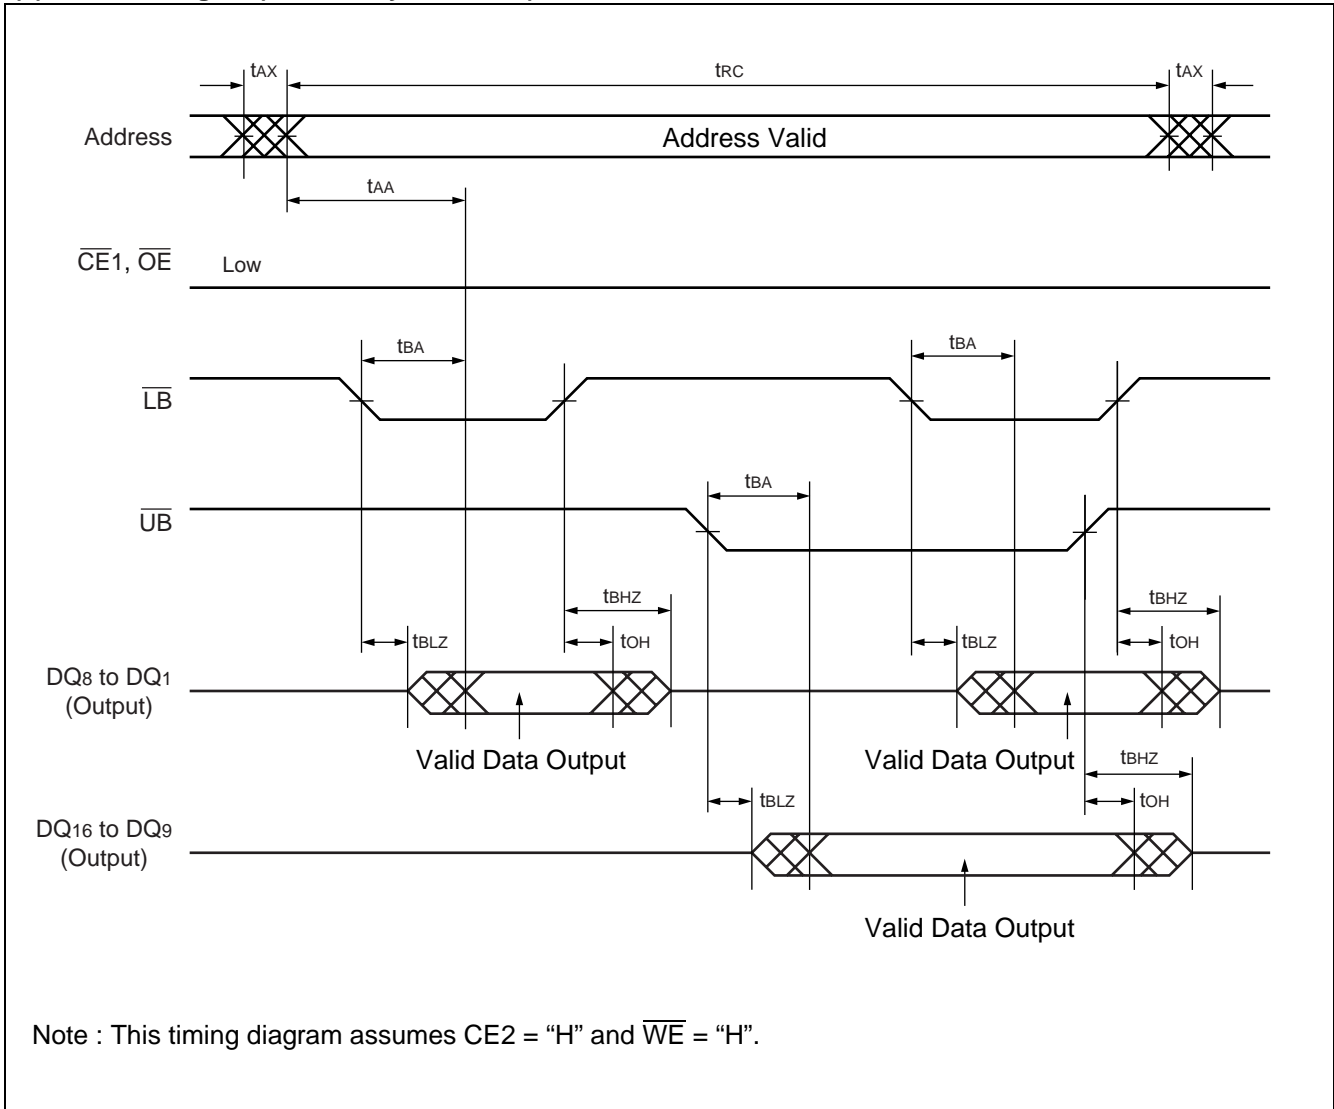 tAX tRC tAX
Address Address Valid
tAA
CE1, OE Low
tBA tBA
LB
tBA
UB
tBHZ tBHZ
tBLZ tOH tBLZ tOH
DQ8 to DQ1
(Output)
Valid Data Output Valid Data Output
tBHZ
tBLZ tOH
DQ16 to DQ9
(Output)
Valid Data Output
Note : This timing diagram assumes CE2 = “H” and WE = “H”.